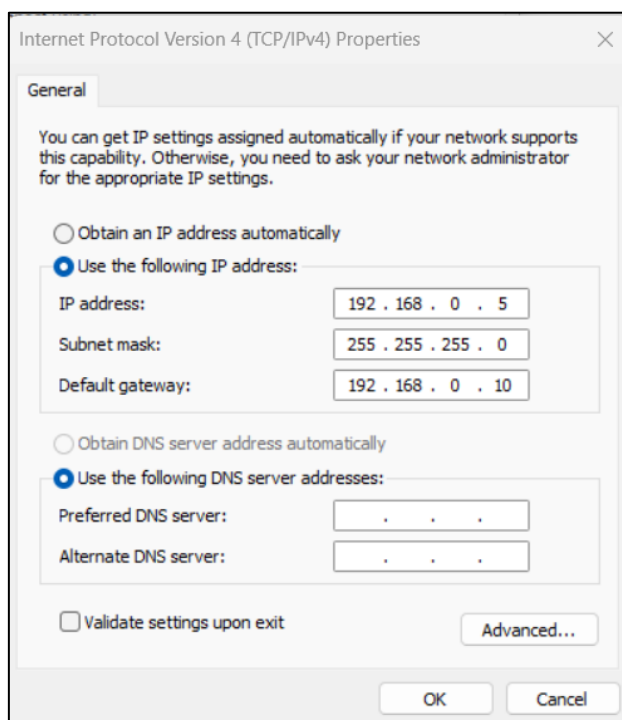 Internet Protocol Version 4 (TCP/IPv4) Properties
General
You can get IP settings assigned automatically if your network supports
this capability. Otherwise, you need to ask your network administrator
for the appropriate IP settings.
Obtain an IP address automatically
Use the following IP address:
IP address: 192 . 168 . 0 . 5
Subnet mask: 255 . 255 . 255 . 0
Default gateway: 192 . 168 . 0 . 10
Obtain DNS server address automatically
Use the following DNS server addresses:
Preferred DNS server: . . .
Alternate DNS server: . . .
Validate settings upon exit
Advanced...
OK Cancel